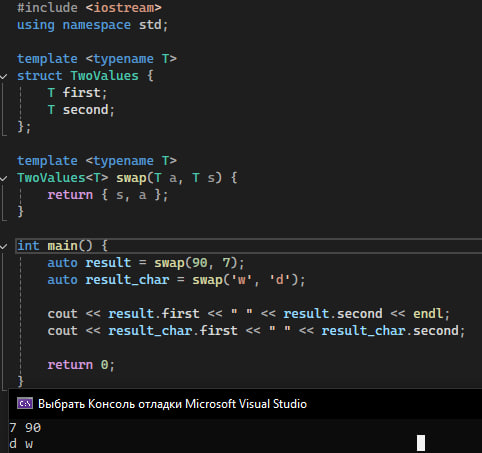 #include <iostream>
using namespace std;
template <typename T>
struct TwoValues {
T first;
T second;
};
template <typename T>
TwoValues<T> swap(T a, T s) {
return { s, a };
}
int main() {
auto result = swap(90, 7);
auto result_char = swap('w', 'd');
cout << result.first << " " << result.second << endl;
cout << result_char.first << " " << result_char.second;
return 0;
}
Выбрать Консоль отладки Microsoft Visual Studio
7 90
d w